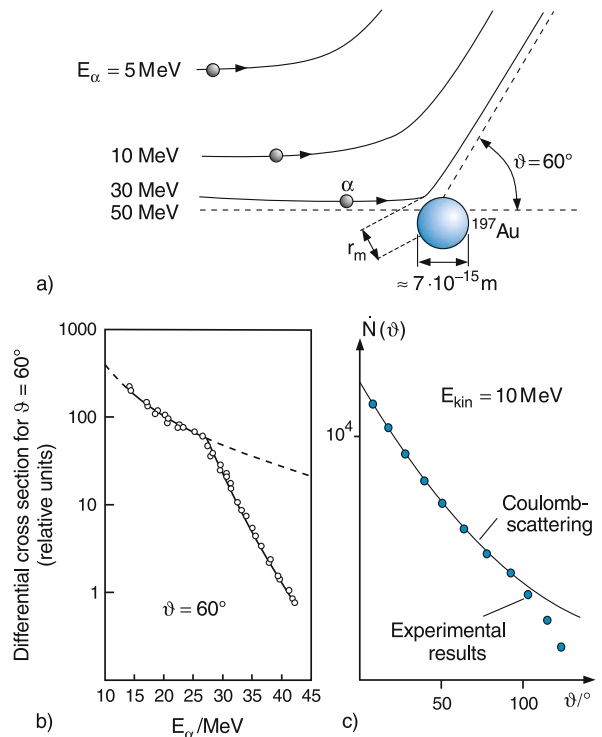 a)
E_α = 5 MeV
10 MeV
30 MeV
50 MeV
α
ϑ = 60°
r_m
¹⁹⁷Au
≈ 7·10⁻¹⁵ m
b)
Differential cross section for ϑ = 60°
(relative units)
1000
100
10
1
ϑ = 60°
10 15 20 25 30 35 40 45
E_α /MeV
c)
Ṅ(ϑ)
E_kin = 10 MeV
10⁴
Coulomb-
scattering
Experimental
results
50 100 ϑ/°